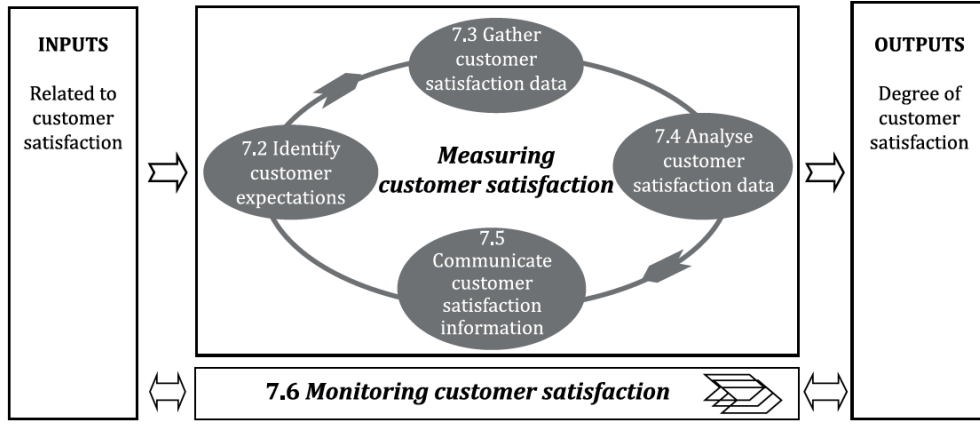 INPUTS
Related to
customer
satisfaction
7.3 Gather
customer
satisfaction data
7.2 Identify
customer
expectations
Measuring
customer satisfaction
7.4 Analyse
customer
satisfaction data
7.5
Communicate
customer
satisfaction
information
OUTPUTS
Degree of
customer
satisfaction
7.6 Monitoring customer satisfaction